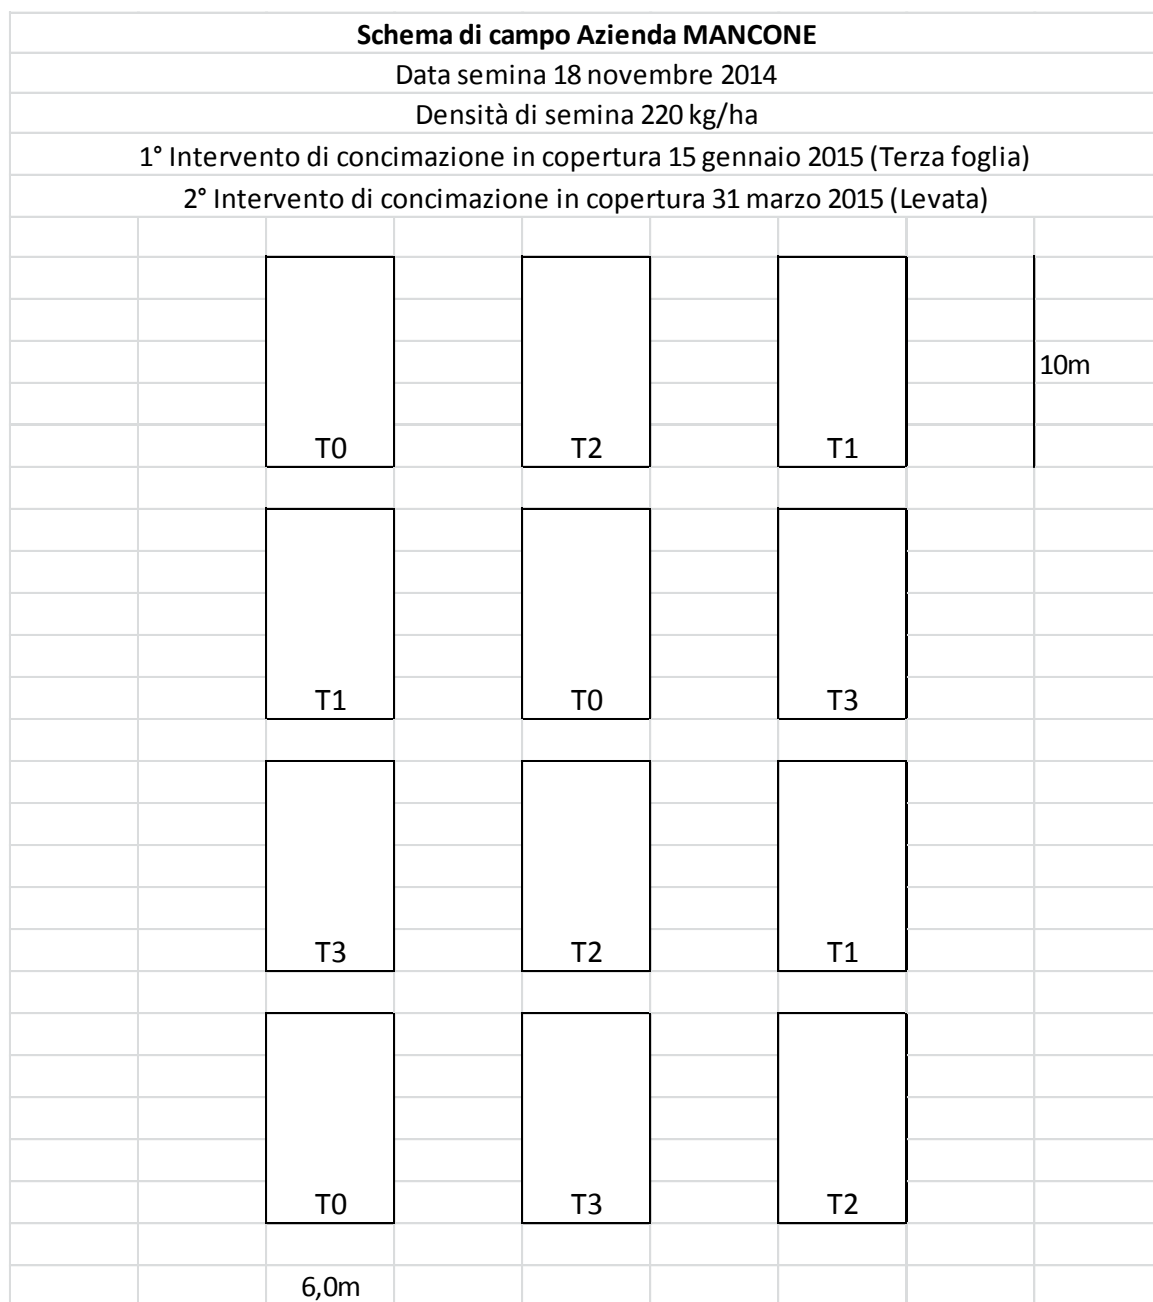 Schema di campo Azienda MANCONE
Data semina 18 novembre 2014
Densità di semina 220 kg/ha
1° Intervento di concimazione in copertura 15 gennaio 2015 (Terza foglia)
2° Intervento di concimazione in copertura 31 marzo 2015 (Levata)
10m
T0 T2 T1
T1 T0 T3
T3 T2 T1
T0 T3 T2
6,0m